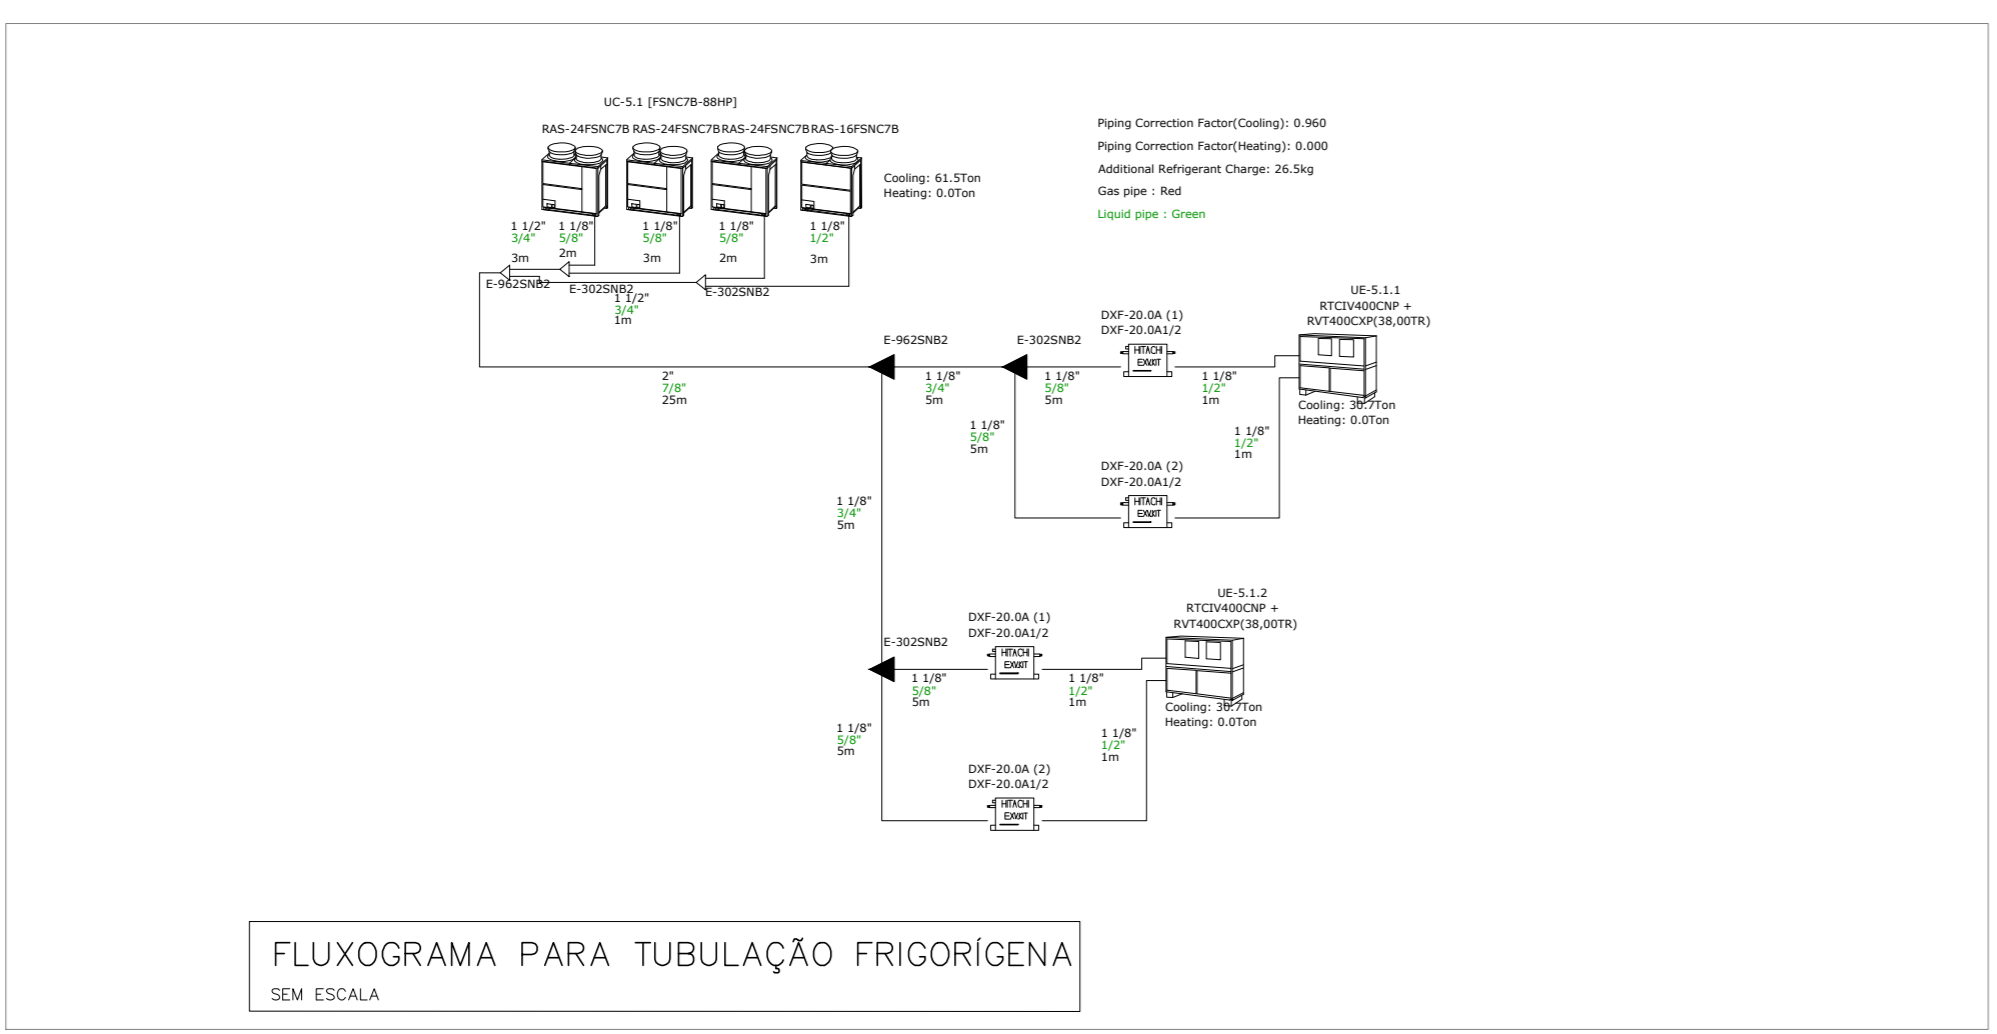 UC-5.1 [FSNC7B-88HP]
RAS-24FSNC7B RAS-24FSNC7B RAS-24FSNC7B RAS-16FSNC7B
Cooling: 61.5Ton
Heating: 0.0Ton
Piping Correction Factor(Cooling): 0.960
Piping Correction Factor(Heating): 0.000
Additional Refrigerant Charge: 26.5kg
Gas pipe : Red
Liquid pipe : Green
1 1/2"
3/4"
3m
1 1/8"
5/8"
2m
1 1/8"
5/8"
3m
1 1/8"
5/8"
2m
1 1/8"
1/2"
3m
E-962SNB2
E-302SNB2
E-302SNB2
1 1/2"
3/4"
1m
2"
7/8"
25m
E-962SNB2
1 1/8"
3/4"
5m
E-302SNB2
1 1/8"
5/8"
5m
DXF-20.0A (1)
DXF-20.0A1/2
HITACHI
EXV.KIT
1 1/8"
1/2"
1m
UE-5.1.1
RTCIV400CNP +
RVT400CXP(38,00TR)
Cooling: 30.7Ton
Heating: 0.0Ton
1 1/8"
5/8"
5m
DXF-20.0A (2)
DXF-20.0A1/2
HITACHI
EXV.KIT
1 1/8"
1/2"
1m
1 1/8"
3/4"
5m
E-302SNB2
1 1/8"
5/8"
5m
DXF-20.0A (1)
DXF-20.0A1/2
HITACHI
EXV.KIT
1 1/8"
1/2"
1m
UE-5.1.2
RTCIV400CNP +
RVT400CXP(38,00TR)
Cooling: 30.7Ton
Heating: 0.0Ton
1 1/8"
5/8"
5m
DXF-20.0A (2)
DXF-20.0A1/2
HITACHI
EXV.KIT
1 1/8"
1/2"
1m
FLUXOGRAMA PARA TUBULAÇÃO FRIGORÍGENA
SEM ESCALA